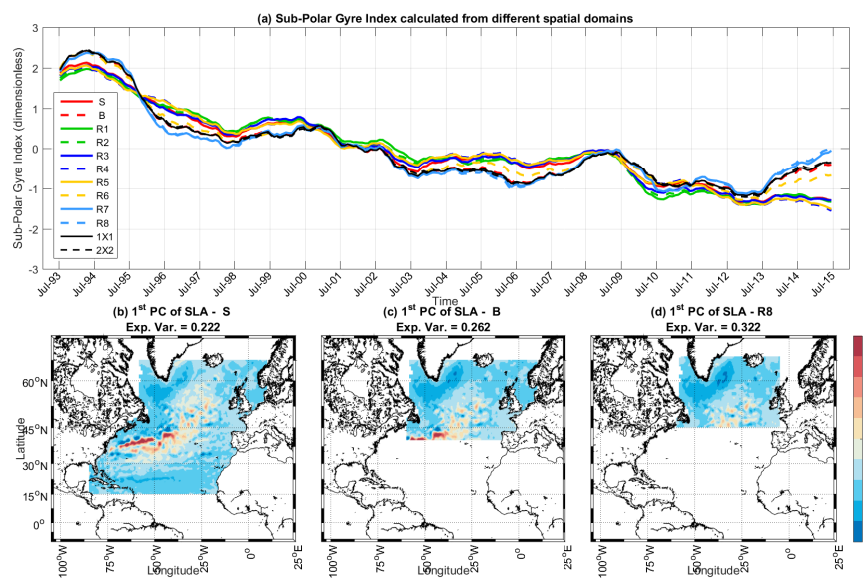 (a) Sub-Polar Gyre Index calculated from different spatial domains
Sub-Polar Gyre Index (dimensionless)
3
2
1
0
-1
-2
-3
S
B
R1
R2
R3
R4
R5
R6
R7
R8
1X1
2X2
Jul-93 Jul-94 Jul-95 Jul-96 Jul-97 Jul-98 Jul-99 Jul-00 Jul-01 Jul-02 Jul-03 Jul-04 Jul-05 Jul-06 Jul-07 Jul-08 Jul-09 Jul-10 Jul-11 Jul-12 Jul-13 Jul-14 Jul-15
Time
(b) 1st PC of SLA - S
Exp. Var. = 0.222
(c) 1st PC of SLA - B
Exp. Var. = 0.262
(d) 1st PC of SLA - R8
Exp. Var. = 0.322
Latitude
60°N
45°N
30°N
15°N
0°
100°W 75°W 50°W 25°W 0° 25°E
Longitude
100°W 75°W 50°W 25°W 0° 25°E
Longitude
100°W 75°W 50°W 25°W 0° 25°E
Longitude